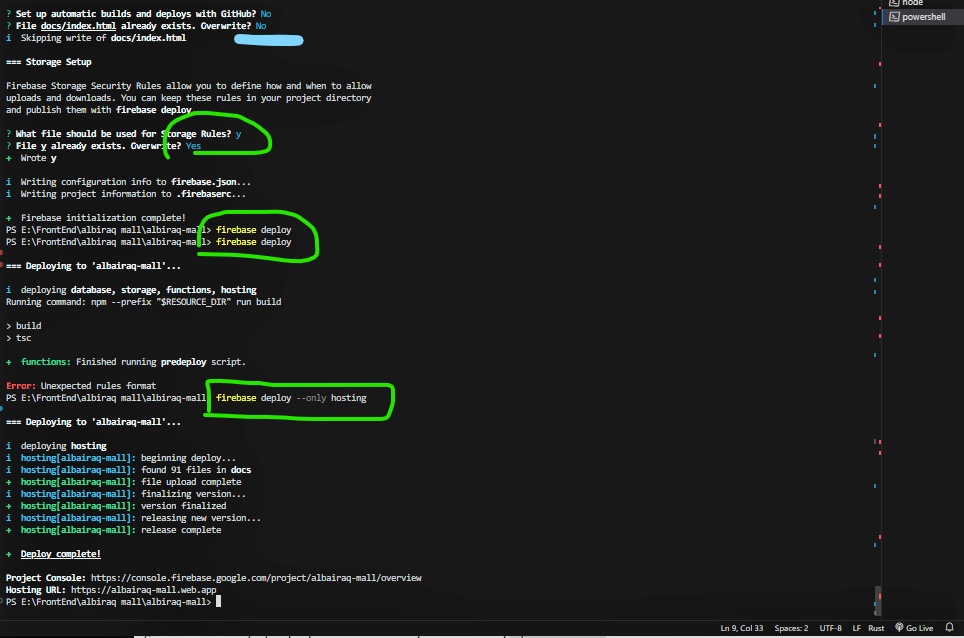 node
powershell
? Set up automatic builds and deploys with GitHub? No
? File docs/index.html already exists. Overwrite? No
i  Skipping write of docs/index.html
=== Storage Setup
Firebase Storage Security Rules allow you to define how and when to allow
uploads and downloads. You can keep these rules in your project directory
and publish them with firebase deploy.
? What file should be used for Storage Rules? y
? File y already exists. Overwrite? Yes
+  Wrote y
i  Writing configuration info to firebase.json...
i  Writing project information to .firebaserc...
+  Firebase initialization complete!
PS E:\FrontEnd\albiraq mall\albairaq-mall> firebase deploy
PS E:\FrontEnd\albiraq mall\albairaq-mall> firebase deploy
=== Deploying to 'albairaq-mall'...
i  deploying database, storage, functions, hosting
Running command: npm --prefix "$RESOURCE_DIR" run build
> build
> tsc
+  functions: Finished running predeploy script.
Error: Unexpected rules format
PS E:\FrontEnd\albiraq mall\albairaq-mall> firebase deploy --only hosting
=== Deploying to 'albairaq-mall'...
i  deploying hosting
i  hosting[albairaq-mall]: beginning deploy...
i  hosting[albairaq-mall]: found 91 files in docs
+  hosting[albairaq-mall]: file upload complete
i  hosting[albairaq-mall]: finalizing version...
+  hosting[albairaq-mall]: version finalized
i  hosting[albairaq-mall]: releasing new version...
+  hosting[albairaq-mall]: release complete
+  Deploy complete!
Project Console: https://console.firebase.google.com/project/albairaq-mall/overview
Hosting URL: https://albairaq-mall.web.app
PS E:\FrontEnd\albiraq mall\albairaq-mall>
Ln 9, Col 33 Spaces: 2 UTF-8 LF Rust Go Live